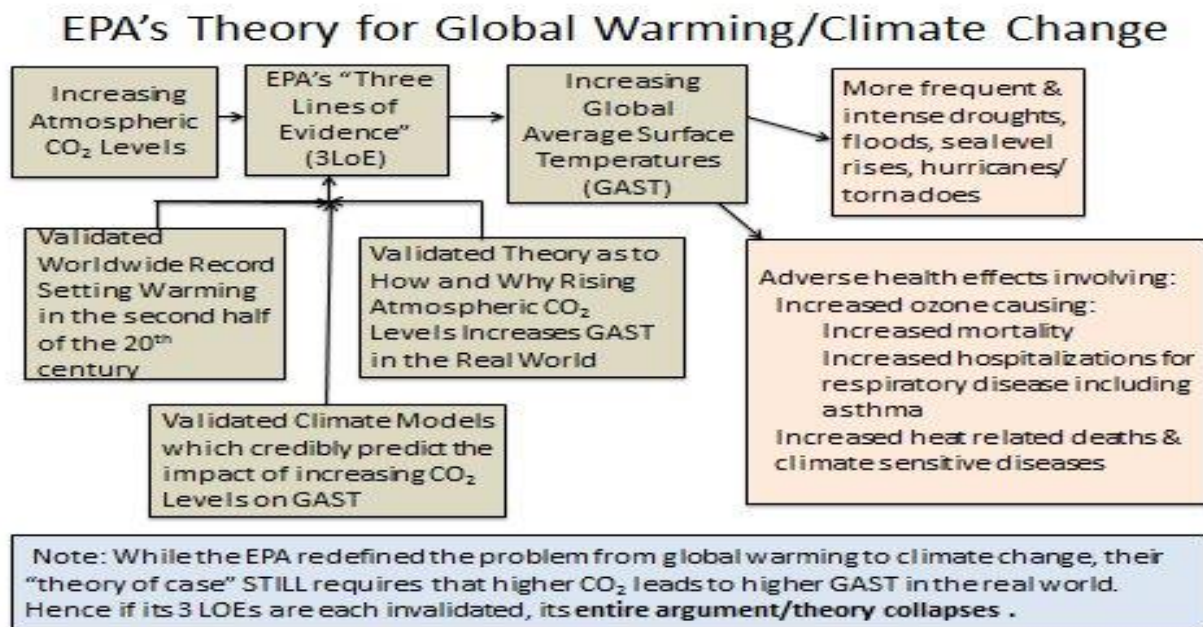 EPA's Theory for Global Warming/Climate Change
Increasing
Atmospheric
CO₂ Levels
EPA's "Three
Lines of
Evidence"
(3LoE)
Increasing
Global
Average Surface
Temperatures
(GAST)
More frequent &
intense droughts,
floods, sea level
rises, hurricanes/
tornadoes
Validated
Worldwide Record
Setting Warming
in the second half
of the 20th
century
Validated Theory as to
How and Why Rising
Atmospheric CO₂
Levels Increases GAST
in the Real World
Validated Climate Models
which credibly predict the
impact of increasing CO₂
Levels on GAST
Adverse health effects involving:
Increased ozone causing:
Increased mortality
Increased hospitalizations for
respiratory disease including
asthma
Increased heat related deaths &
climate sensitive diseases
Note: While the EPA redefined the problem from global warming to climate change, their
"theory of case" STILL requires that higher CO₂ leads to higher GAST in the real world.
Hence if its 3 LOEs are each invalidated, its entire argument/theory collapses .